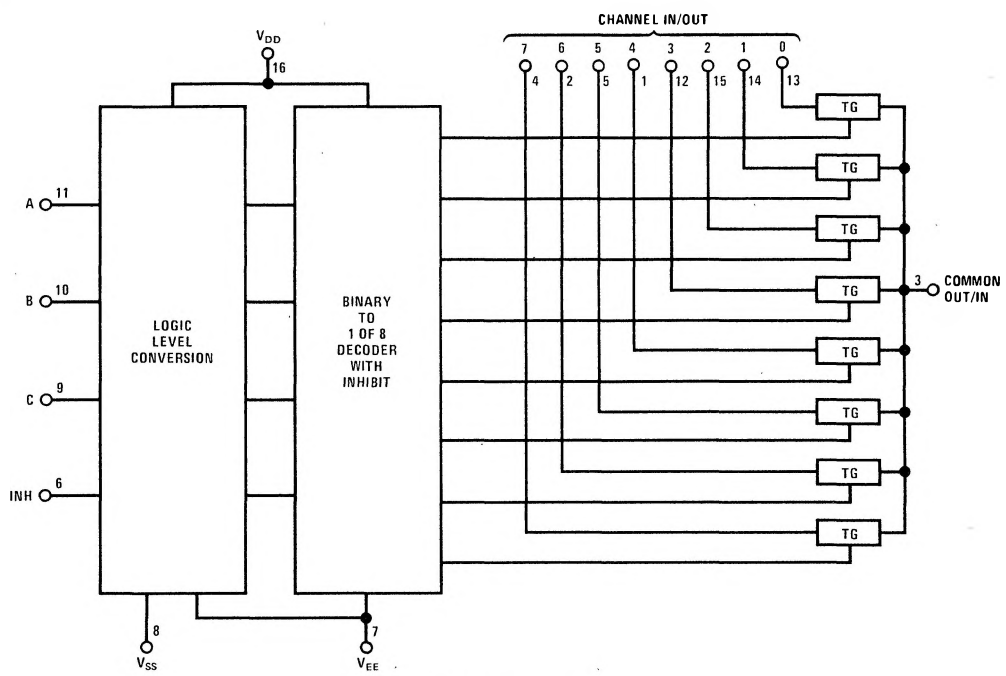 CHANNEL IN/OUT
V_DD
16
7 6 5 4 3 2 1 0
4 2 5 1 12 15 14 13
TG
TG
TG
TG
TG
TG
TG
TG
A 11
B 10
C 9
INH 6
LOGIC
LEVEL
CONVERSION
BINARY
TO
1 OF 8
DECODER
WITH
INHIBIT
3 COMMON
OUT/IN
8
V_SS
7
V_EE